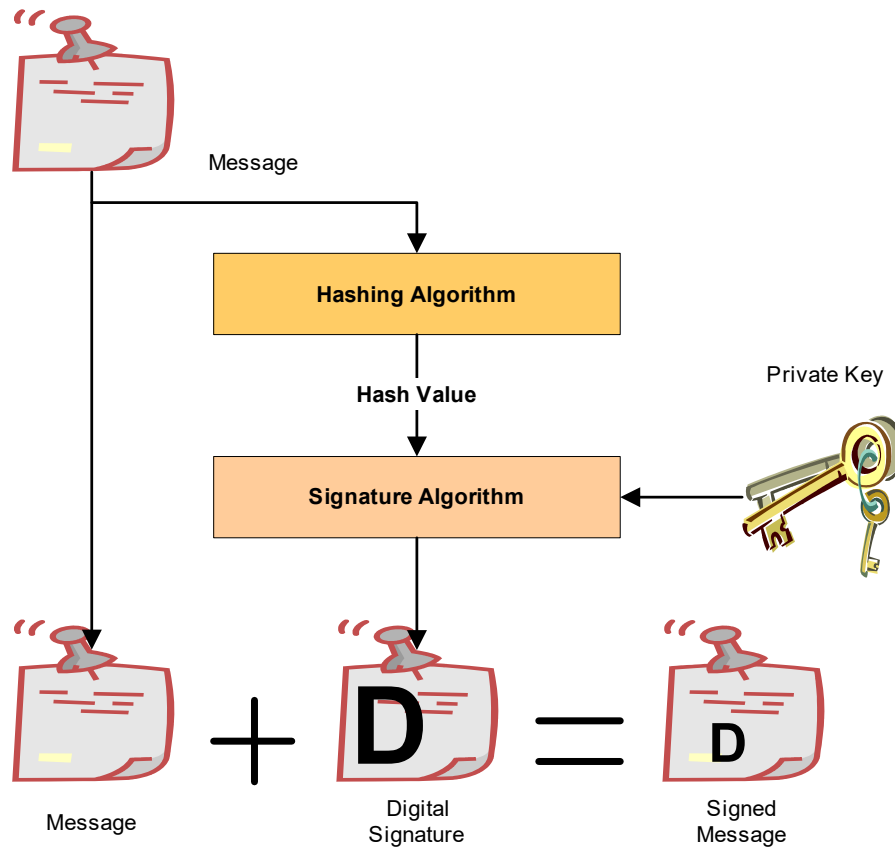 Message
Hashing Algorithm
Hash Value
Private Key
Signature Algorithm
D
D
Message
Digital
Signature
Signed
Message